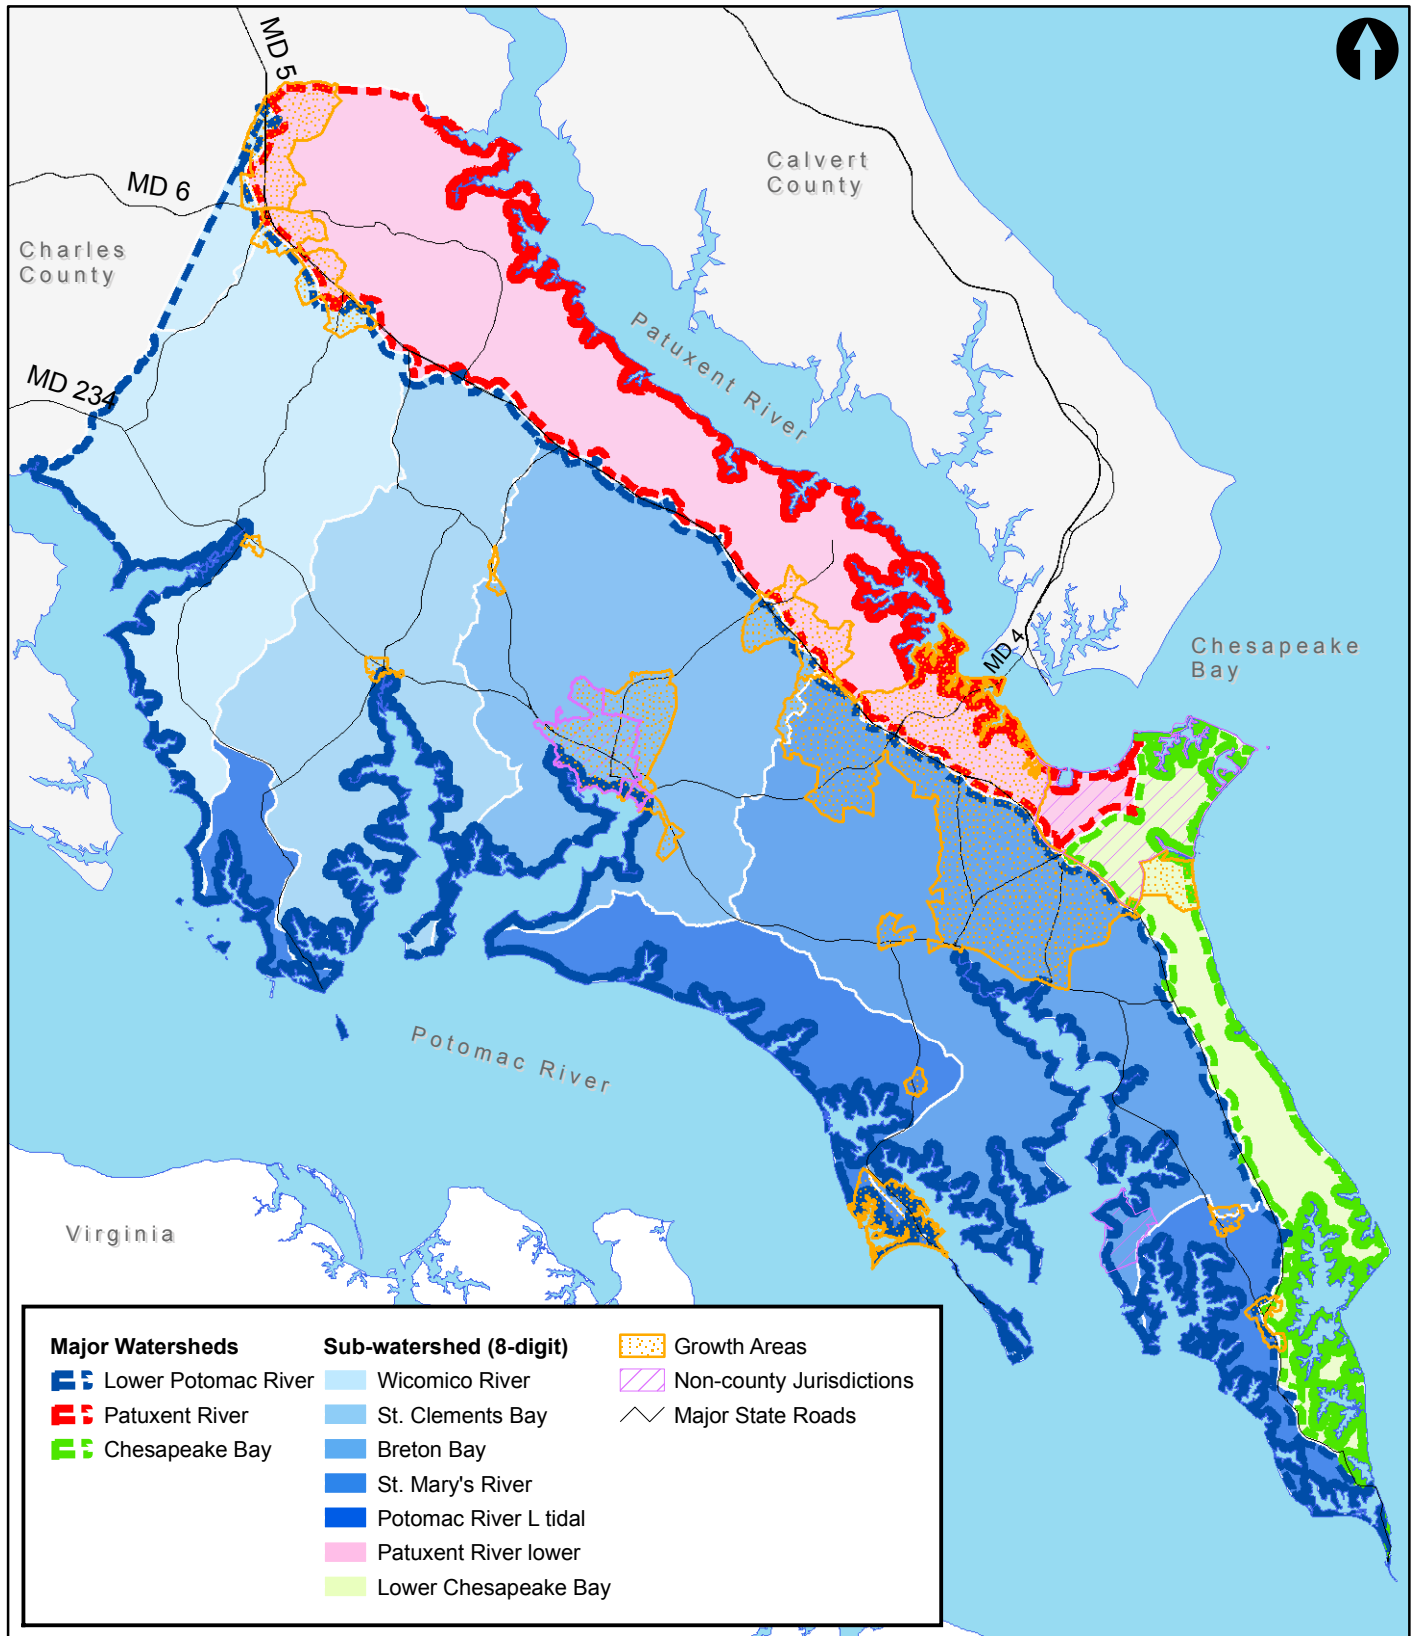 MD 5
Calvert
County
MD 6
Charles
County
Patuxent River
MD 234
MD 4
Chesapeake
Bay
Potomac River
Virginia
Major Watersheds
Lower Potomac River
Patuxent River
Chesapeake Bay
Sub-watershed (8-digit)
Wicomico River
St. Clements Bay
Breton Bay
St. Mary's River
Potomac River L tidal
Patuxent River lower
Lower Chesapeake Bay
Growth Areas
Non-county Jurisdictions
Major State Roads